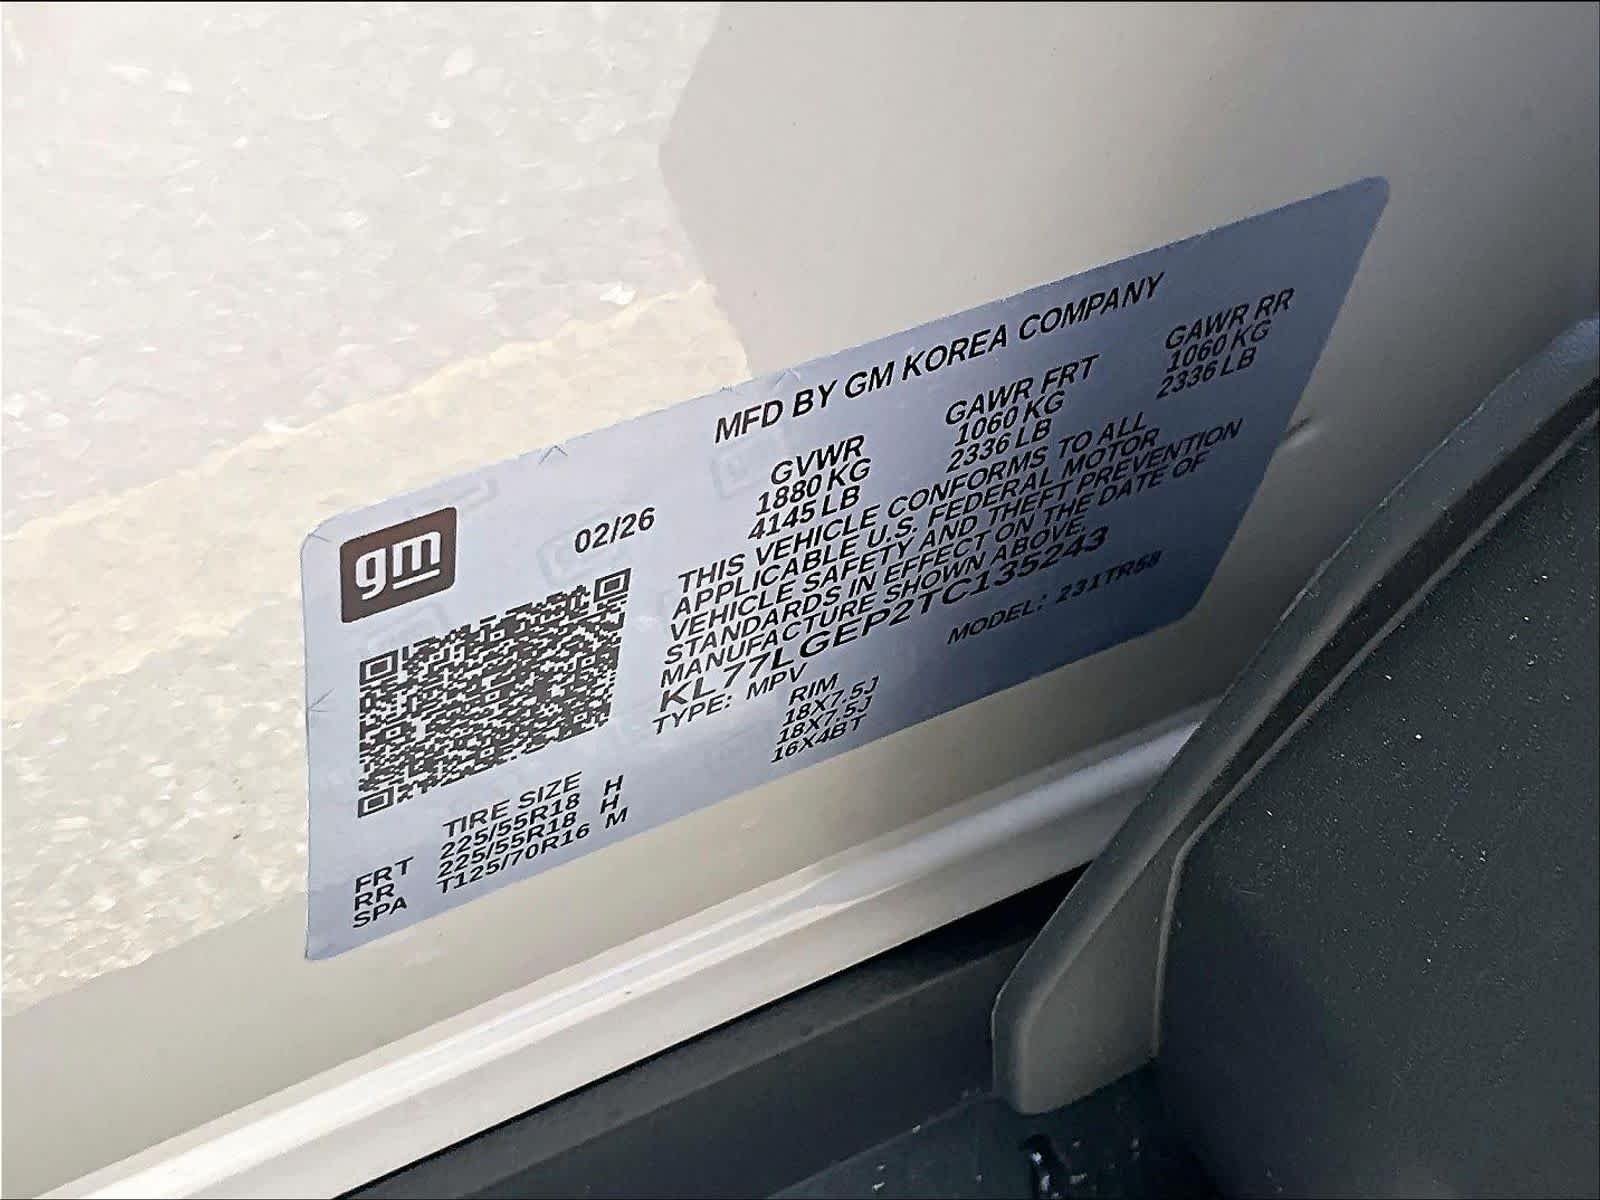 MFD BY GM KOREA COMPANY
gm
02/26
GVWR GAWR FRT GAWR RR
1880 KG 1060 KG 1060 KG
4145 LB 2336 LB 2336 LB
THIS VEHICLE CONFORMS TO ALL
APPLICABLE U.S. FEDERAL MOTOR
VEHICLE SAFETY AND THEFT PREVENTION
STANDARDS IN EFFECT ON THE DATE OF
MANUFACTURE SHOWN ABOVE.
KL77LGEP2TC135243
TYPE: MPV MODEL: 231TR58
TIRE SIZE RIM
FRT 225/55R18 H 18X7.5J
RR 225/55R18 H 18X7.5J
SPA T125/70R16 M 16X4BT